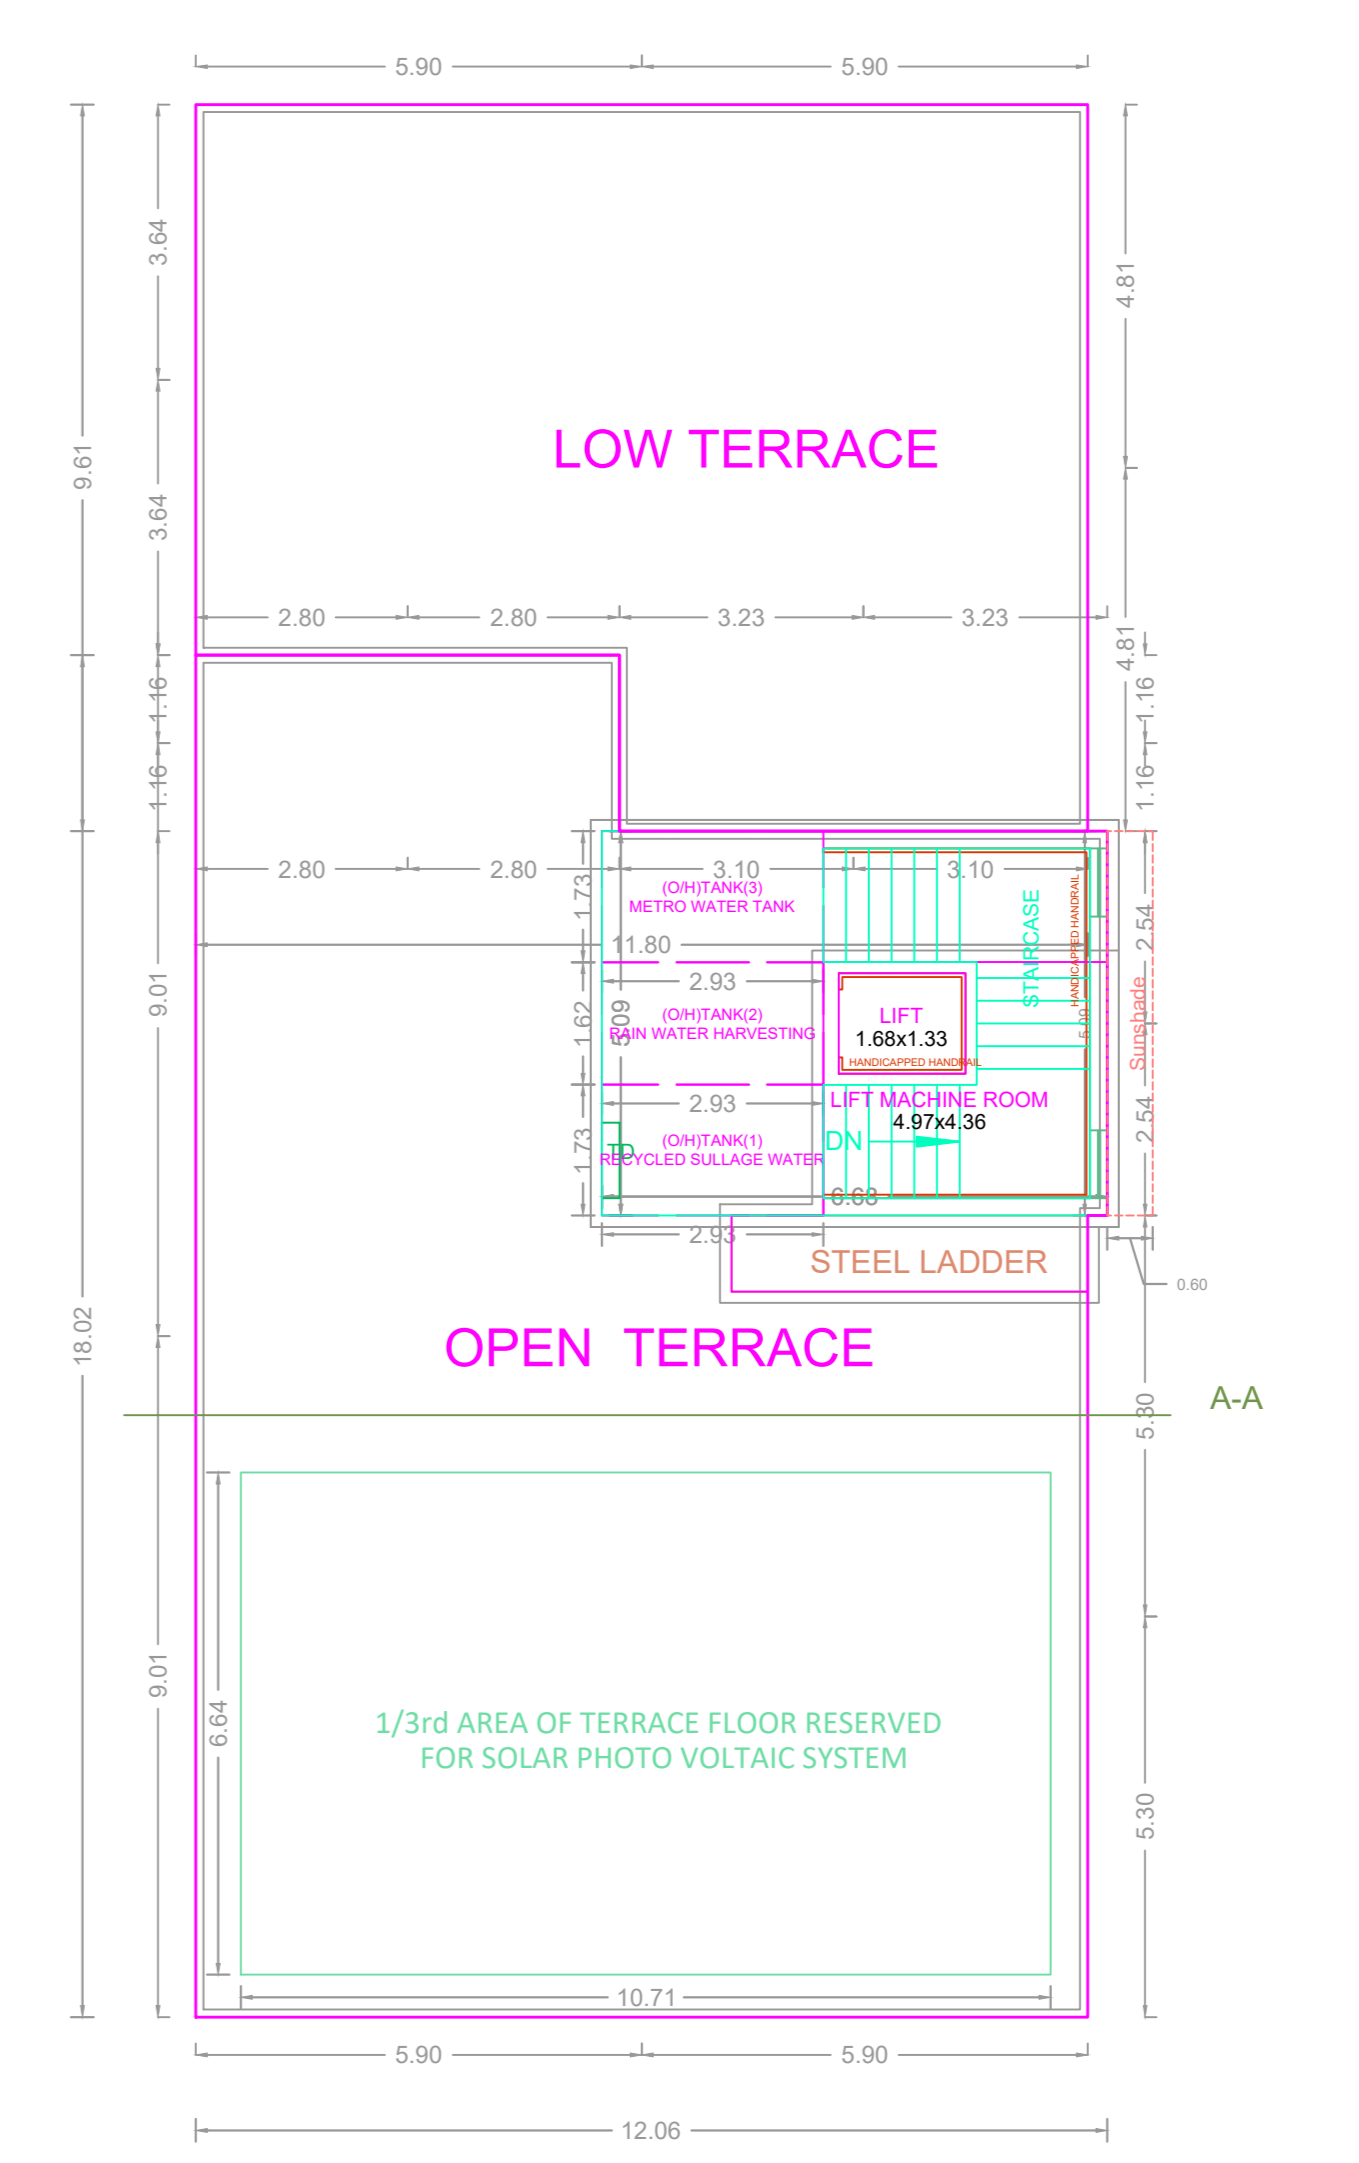 5.90 5.90
3.64
4.81
LOW TERRACE
9.61
3.64
2.80 2.80 3.23 3.23
4.81
1.16 1.16
1.16 1.16
2.80 2.80 3.10 3.10
(O/H)TANK(3)
METRO WATER TANK
1.73
STAIRCASE
HANDICAPPED HANDRAIL
2.54
11.80
2.93
9.01
1.62
5.09
(O/H)TANK(2)
RAIN WATER HARVESTING
LIFT
1.68x1.33
HANDICAPPED HANDRAIL
5.09
Sunshade
2.93
LIFT MACHINE ROOM
4.97x4.36
2.54
1.73
TD
(O/H)TANK(1)
RECYCLED SULLAGE WATER
DN
6.68
2.93
STEEL LADDER
0.60
18.02
OPEN TERRACE
A-A
5.30
9.01
6.64
1/3rd AREA OF TERRACE FLOOR RESERVED
FOR SOLAR PHOTO VOLTAIC SYSTEM
5.30
10.71
5.90 5.90
12.06